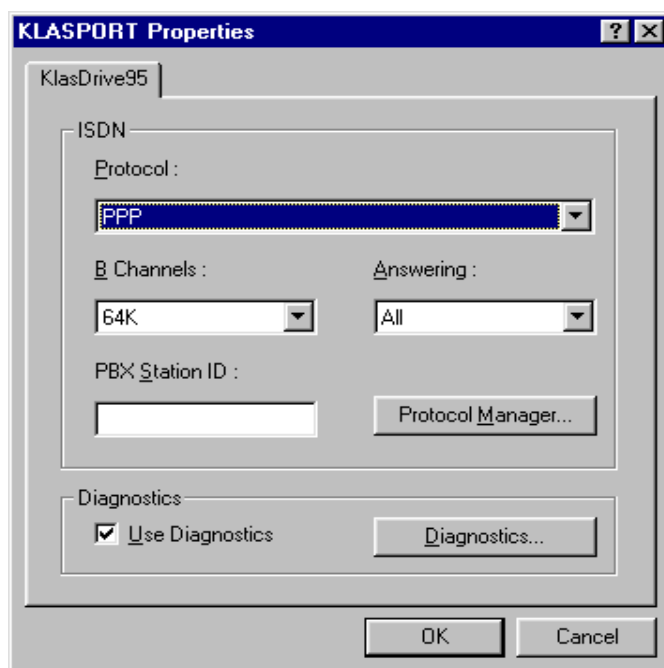 KLASPORT Properties
KlasDrive95
ISDN
Protocol :
PPP
B Channels :
Answering :
64K
All
PBX Station ID :
Protocol Manager...
Diagnostics
Use Diagnostics
Diagnostics...
OK
Cancel